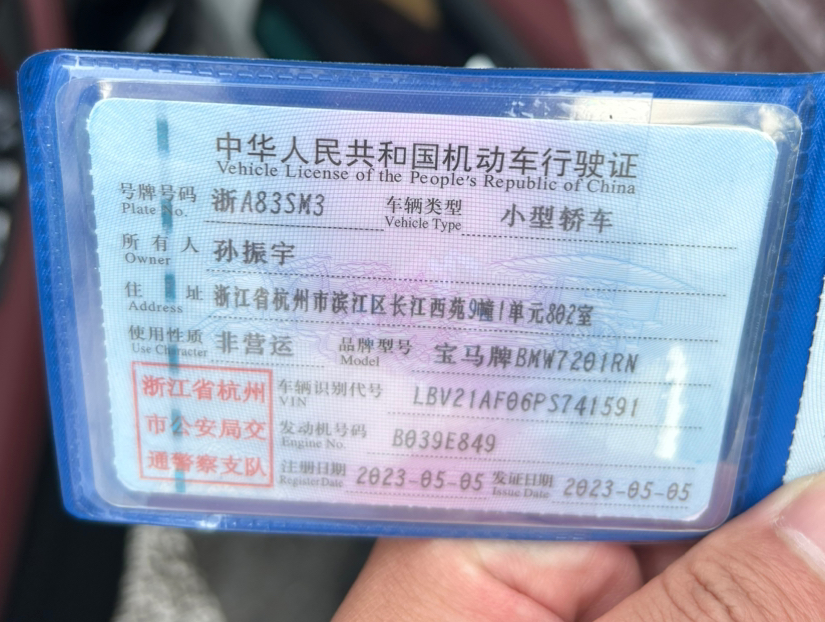 中华人民共和国机动车行驶证
Vehicle License of the People's Republic of China
号牌号码 浙A83SM3 车辆类型 小型轿车
Plate No. Vehicle Type
所有人 孙振宇
Owner
住址 浙江省杭州市滨江区长江西苑9幢1单元802室
Address
使用性质 非营运 品牌型号 宝马牌BMW7201RN
Use Character Model
浙江省杭州
市公安局交
通警察支队
车辆识别代号 LBV21AF06PS741591
VIN
发动机号码 B039E849
Engine No.
注册日期 2023-05-05 发证日期 2023-05-05
Register Date Issue Date